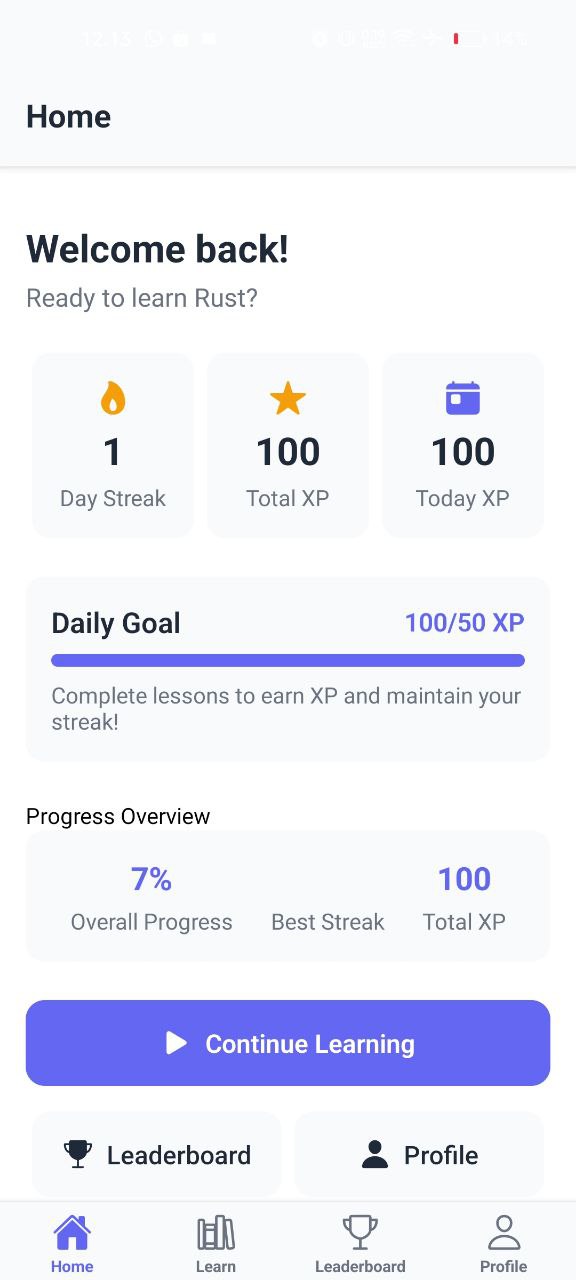 12:13
Home
Welcome back!
Ready to learn Rust?
1
Day Streak
100
Total XP
100
Today XP
Daily Goal
100/50 XP
Complete lessons to earn XP and maintain your
streak!
Progress Overview
7%
Overall Progress
Best Streak
100
Total XP
Continue Learning
Leaderboard
Profile
Home
Learn
Leaderboard
Profile